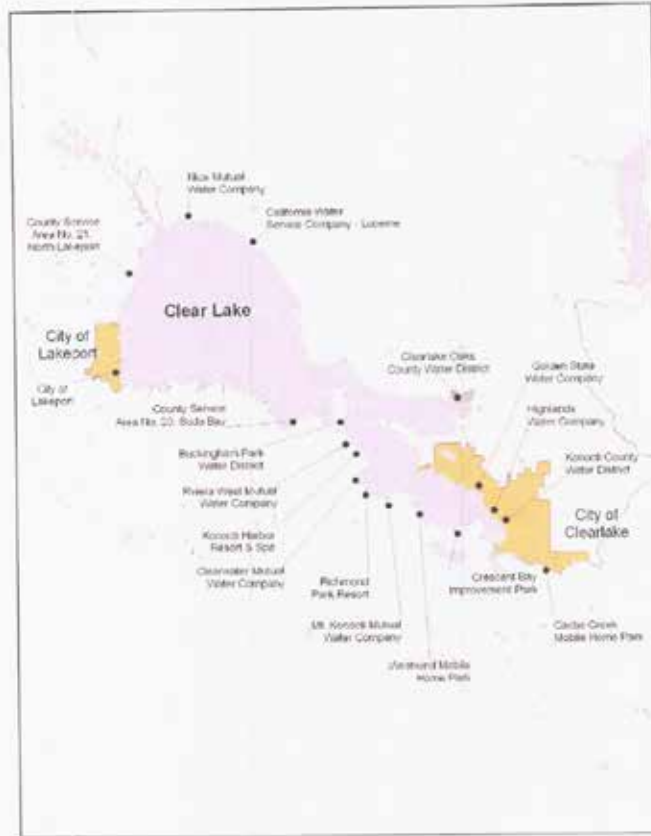 Nice Mutual
Water Company
California Water
Service Company - Lucerne
County Service
Area No. 21
North Lakeport
Clear Lake
City of
Lakeport
City of
Lakeport
Clearlake Oaks
County Water District
Golden State
Water Company
Highlands
Water Company
Konocti County
Water District
County Service
Area No. 20: Soda Bay
Buckingham Park
Water District
Riviera West Mutual
Water Company
Konocti Harbor
Resort & Spa
Clearwater Mutual
Water Company
Richmond
Park Resort
Mt. Konocti Mutual
Water Company
Westwind Mobile
Home Park
Crescent Bay
Improvement Park
City of
Clearlake
Cache Creek
Mobile Home Park